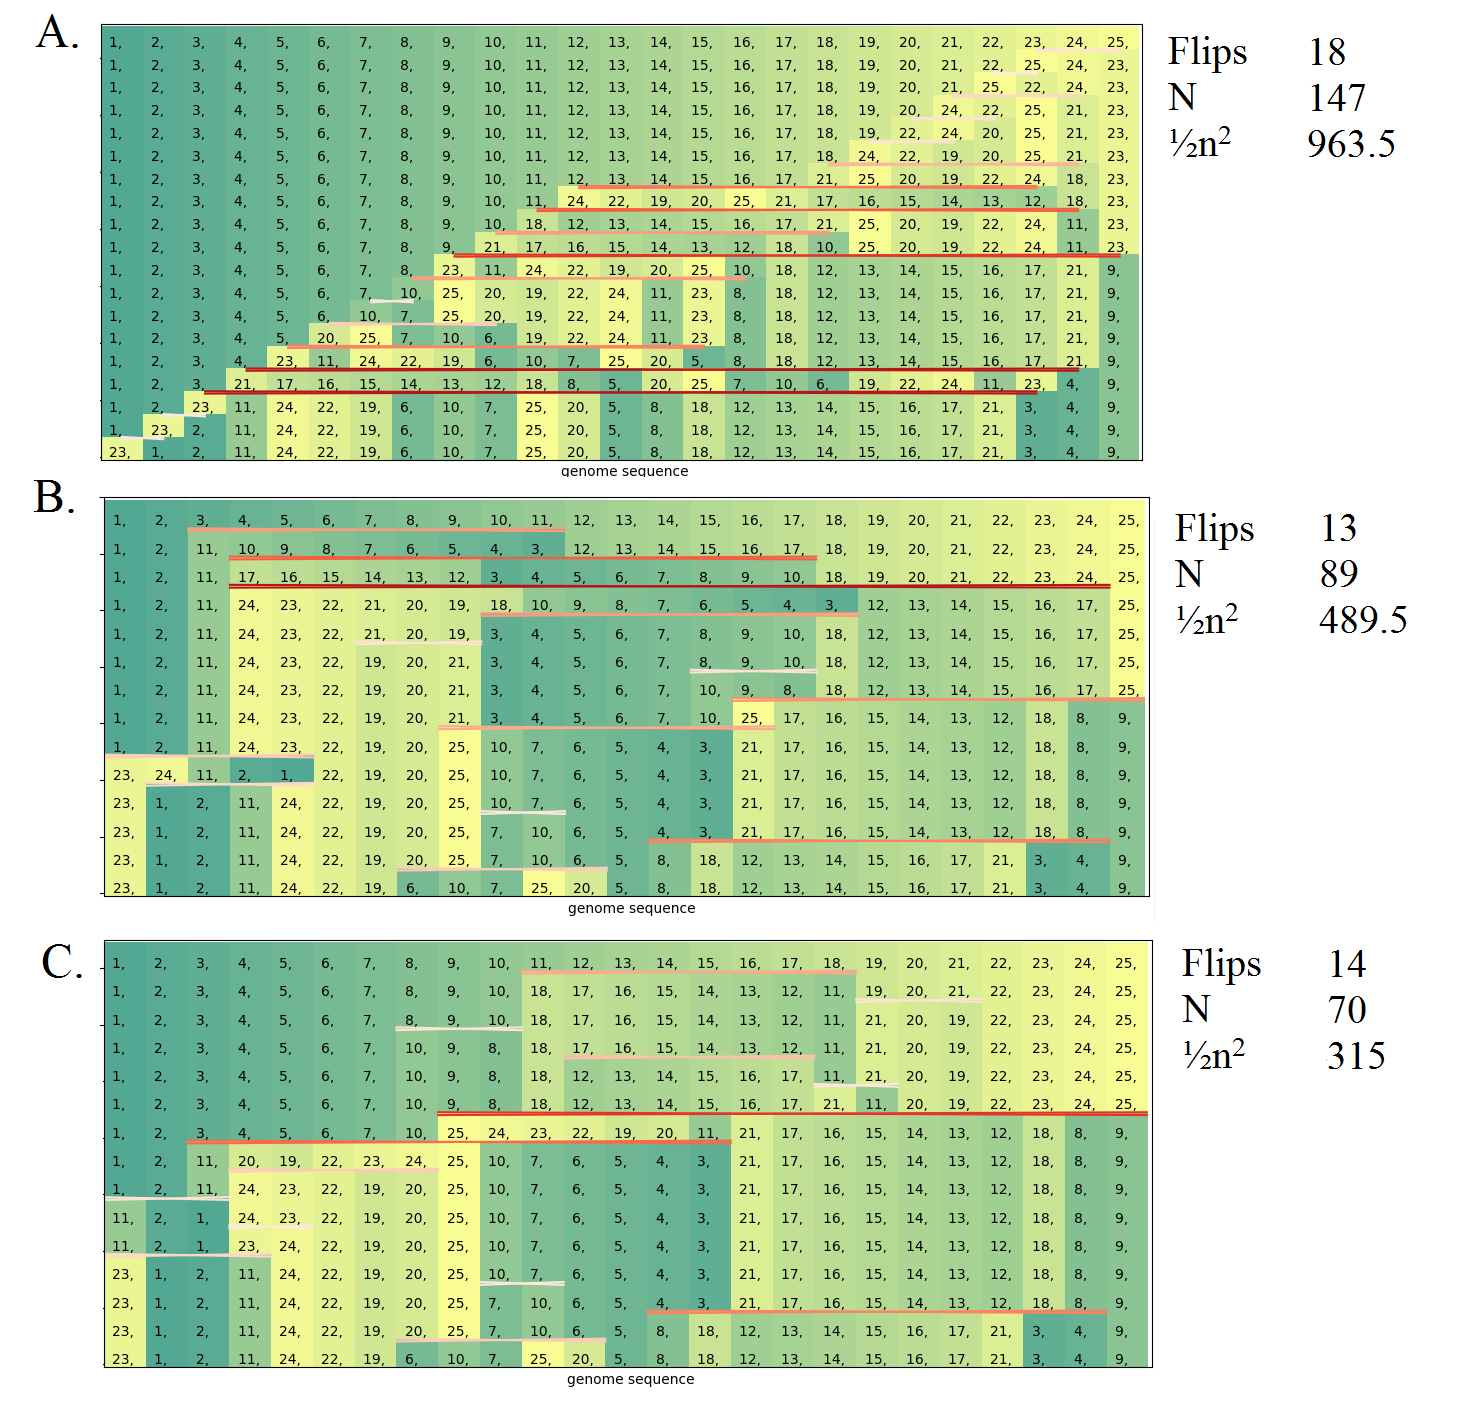 A.
1, 2, 3, 4, 5, 6, 7, 8, 9, 10, 11, 12, 13, 14, 15, 16, 17, 18, 19, 20, 21, 22, 23, 24, 25,
1, 2, 3, 4, 5, 6, 7, 8, 9, 10, 11, 12, 13, 14, 15, 16, 17, 18, 19, 20, 21, 22, 25, 24, 23,
1, 2, 3, 4, 5, 6, 7, 8, 9, 10, 11, 12, 13, 14, 15, 16, 17, 18, 19, 20, 21, 25, 22, 24, 23,
1, 2, 3, 4, 5, 6, 7, 8, 9, 10, 11, 12, 13, 14, 15, 16, 17, 18, 19, 20, 24, 22, 25, 21, 23,
1, 2, 3, 4, 5, 6, 7, 8, 9, 10, 11, 12, 13, 14, 15, 16, 17, 18, 19, 22, 24, 20, 25, 21, 23,
1, 2, 3, 4, 5, 6, 7, 8, 9, 10, 11, 12, 13, 14, 15, 16, 17, 18, 24, 22, 19, 20, 25, 21, 23,
1, 2, 3, 4, 5, 6, 7, 8, 9, 10, 11, 12, 13, 14, 15, 16, 17, 21, 25, 20, 19, 22, 24, 18, 23,
1, 2, 3, 4, 5, 6, 7, 8, 9, 10, 11, 24, 22, 19, 20, 25, 21, 17, 16, 15, 14, 13, 12, 18, 23,
1, 2, 3, 4, 5, 6, 7, 8, 9, 10, 18, 12, 13, 14, 15, 16, 17, 21, 25, 20, 19, 22, 24, 11, 23,
1, 2, 3, 4, 5, 6, 7, 8, 9, 21, 17, 16, 15, 14, 13, 12, 18, 10, 25, 20, 19, 22, 24, 11, 23,
1, 2, 3, 4, 5, 6, 7, 8, 23, 11, 24, 22, 19, 20, 25, 10, 18, 12, 13, 14, 15, 16, 17, 21, 9,
1, 2, 3, 4, 5, 6, 7, 10, 25, 20, 19, 22, 24, 11, 23, 8, 18, 12, 13, 14, 15, 16, 17, 21, 9,
1, 2, 3, 4, 5, 6, 10, 7, 25, 20, 19, 22, 24, 11, 23, 8, 18, 12, 13, 14, 15, 16, 17, 21, 9,
1, 2, 3, 4, 5, 20, 25, 7, 10, 6, 19, 22, 24, 11, 23, 8, 18, 12, 13, 14, 15, 16, 17, 21, 9,
1, 2, 3, 4, 23, 11, 24, 22, 19, 6, 10, 7, 25, 20, 5, 8, 18, 12, 13, 14, 15, 16, 17, 21, 9,
1, 2, 3, 21, 17, 16, 15, 14, 13, 12, 18, 8, 5, 20, 25, 7, 10, 6, 19, 22, 24, 11, 23, 4, 9,
1, 2, 23, 11, 24, 22, 19, 6, 10, 7, 25, 20, 5, 8, 18, 12, 13, 14, 15, 16, 17, 21, 3, 4, 9,
1, 23, 2, 11, 24, 22, 19, 6, 10, 7, 25, 20, 5, 8, 18, 12, 13, 14, 15, 16, 17, 21, 3, 4, 9,
23, 1, 2, 11, 24, 22, 19, 6, 10, 7, 25, 20, 5, 8, 18, 12, 13, 14, 15, 16, 17, 21, 3, 4, 9,
genome sequence
Flips 18
N 147
½n² 963.5
B.
1, 2, 3, 4, 5, 6, 7, 8, 9, 10, 11, 12, 13, 14, 15, 16, 17, 18, 19, 20, 21, 22, 23, 24, 25,
1, 2, 11, 10, 9, 8, 7, 6, 5, 4, 3, 12, 13, 14, 15, 16, 17, 18, 19, 20, 21, 22, 23, 24, 25,
1, 2, 11, 17, 16, 15, 14, 13, 12, 3, 4, 5, 6, 7, 8, 9, 10, 18, 19, 20, 21, 22, 23, 24, 25,
1, 2, 11, 24, 23, 22, 21, 20, 19, 18, 10, 9, 8, 7, 6, 5, 4, 3, 12, 13, 14, 15, 16, 17, 25,
1, 2, 11, 24, 23, 22, 21, 20, 19, 3, 4, 5, 6, 7, 8, 9, 10, 18, 12, 13, 14, 15, 16, 17, 25,
1, 2, 11, 24, 23, 22, 19, 20, 21, 3, 4, 5, 6, 7, 8, 9, 10, 18, 12, 13, 14, 15, 16, 17, 25,
1, 2, 11, 24, 23, 22, 19, 20, 21, 3, 4, 5, 6, 7, 10, 9, 8, 18, 12, 13, 14, 15, 16, 17, 25,
1, 2, 11, 24, 23, 22, 19, 20, 21, 3, 4, 5, 6, 7, 10, 25, 17, 16, 15, 14, 13, 12, 18, 8, 9,
1, 2, 11, 24, 23, 22, 19, 20, 25, 10, 7, 6, 5, 4, 3, 21, 17, 16, 15, 14, 13, 12, 18, 8, 9,
23, 24, 11, 2, 1, 22, 19, 20, 25, 10, 7, 6, 5, 4, 3, 21, 17, 16, 15, 14, 13, 12, 18, 8, 9,
23, 1, 2, 11, 24, 22, 19, 20, 25, 10, 7, 6, 5, 4, 3, 21, 17, 16, 15, 14, 13, 12, 18, 8, 9,
23, 1, 2, 11, 24, 22, 19, 20, 25, 7, 10, 6, 5, 4, 3, 21, 17, 16, 15, 14, 13, 12, 18, 8, 9,
23, 1, 2, 11, 24, 22, 19, 20, 25, 7, 10, 6, 5, 8, 18, 12, 13, 14, 15, 16, 17, 21, 3, 4, 9,
23, 1, 2, 11, 24, 22, 19, 6, 10, 7, 25, 20, 5, 8, 18, 12, 13, 14, 15, 16, 17, 21, 3, 4, 9,
genome sequence
Flips 13
N 89
½n² 489.5
C.
1, 2, 3, 4, 5, 6, 7, 8, 9, 10, 11, 12, 13, 14, 15, 16, 17, 18, 19, 20, 21, 22, 23, 24, 25,
1, 2, 3, 4, 5, 6, 7, 8, 9, 10, 18, 17, 16, 15, 14, 13, 12, 11, 19, 20, 21, 22, 23, 24, 25,
1, 2, 3, 4, 5, 6, 7, 8, 9, 10, 18, 17, 16, 15, 14, 13, 12, 11, 21, 20, 19, 22, 23, 24, 25,
1, 2, 3, 4, 5, 6, 7, 10, 9, 8, 18, 17, 16, 15, 14, 13, 12, 11, 21, 20, 19, 22, 23, 24, 25,
1, 2, 3, 4, 5, 6, 7, 10, 9, 8, 18, 12, 13, 14, 15, 16, 17, 11, 21, 20, 19, 22, 23, 24, 25,
1, 2, 3, 4, 5, 6, 7, 10, 9, 8, 18, 12, 13, 14, 15, 16, 17, 21, 11, 20, 19, 22, 23, 24, 25,
1, 2, 3, 4, 5, 6, 7, 10, 25, 24, 23, 22, 19, 20, 11, 21, 17, 16, 15, 14, 13, 12, 18, 8, 9,
1, 2, 11, 20, 19, 22, 23, 24, 25, 10, 7, 6, 5, 4, 3, 21, 17, 16, 15, 14, 13, 12, 18, 8, 9,
1, 2, 11, 24, 23, 22, 19, 20, 25, 10, 7, 6, 5, 4, 3, 21, 17, 16, 15, 14, 13, 12, 18, 8, 9,
11, 2, 1, 24, 23, 22, 19, 20, 25, 10, 7, 6, 5, 4, 3, 21, 17, 16, 15, 14, 13, 12, 18, 8, 9,
11, 2, 1, 23, 24, 22, 19, 20, 25, 10, 7, 6, 5, 4, 3, 21, 17, 16, 15, 14, 13, 12, 18, 8, 9,
23, 1, 2, 11, 24, 22, 19, 20, 25, 10, 7, 6, 5, 4, 3, 21, 17, 16, 15, 14, 13, 12, 18, 8, 9,
23, 1, 2, 11, 24, 22, 19, 20, 25, 7, 10, 6, 5, 4, 3, 21, 17, 16, 15, 14, 13, 12, 18, 8, 9,
23, 1, 2, 11, 24, 22, 19, 20, 25, 7, 10, 6, 5, 8, 18, 12, 13, 14, 15, 16, 17, 21, 3, 4, 9,
23, 1, 2, 11, 24, 22, 19, 6, 10, 7, 25, 20, 5, 8, 18, 12, 13, 14, 15, 16, 17, 21, 3, 4, 9,
genome sequence
Flips 14
N 70
½n² 315